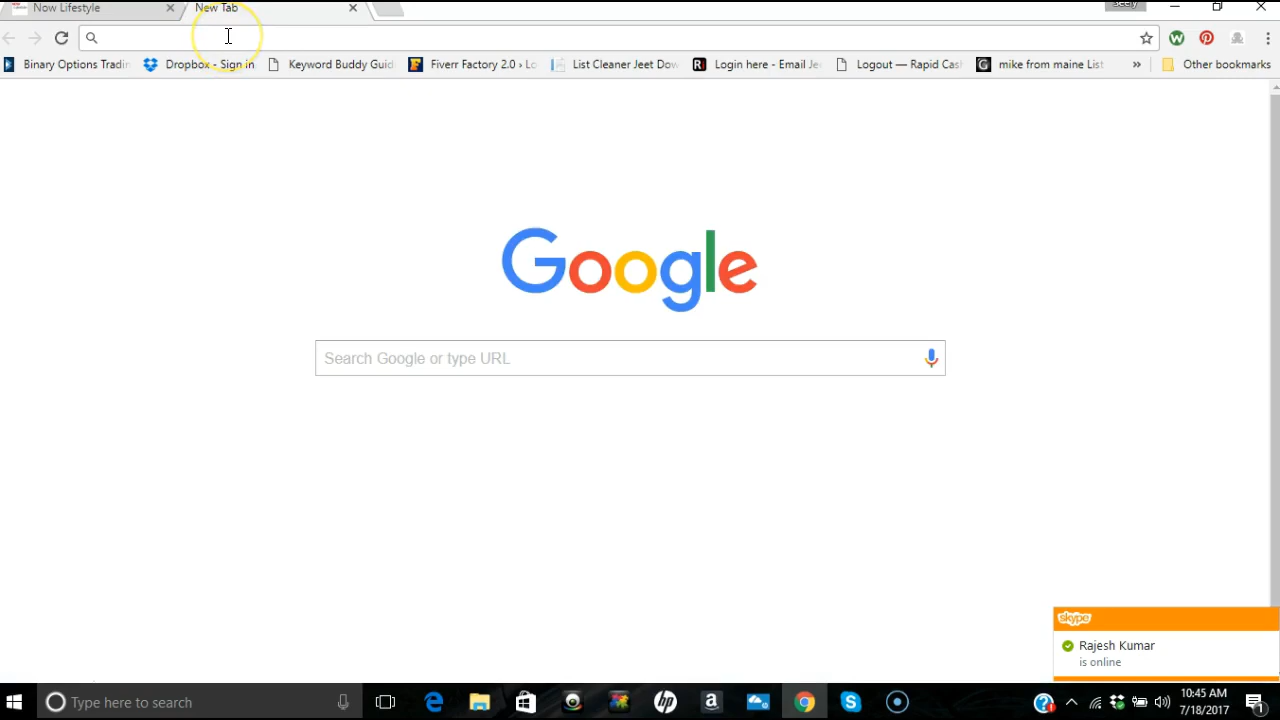 Now Lifestyle
New Tab
Seely
Binary Options Tradin
Dropbox - Sign in
Keyword Buddy Guid
Fiverr Factory 2.0 › Lo
List Cleaner Jeet Dow
Login here - Email Je
Logout — Rapid Cas
mike from maine List
»
Other bookmarks
Google
Search Google or type URL
skype
Rajesh Kumar
is online
Type here to search
10:45 AM
7/18/2017